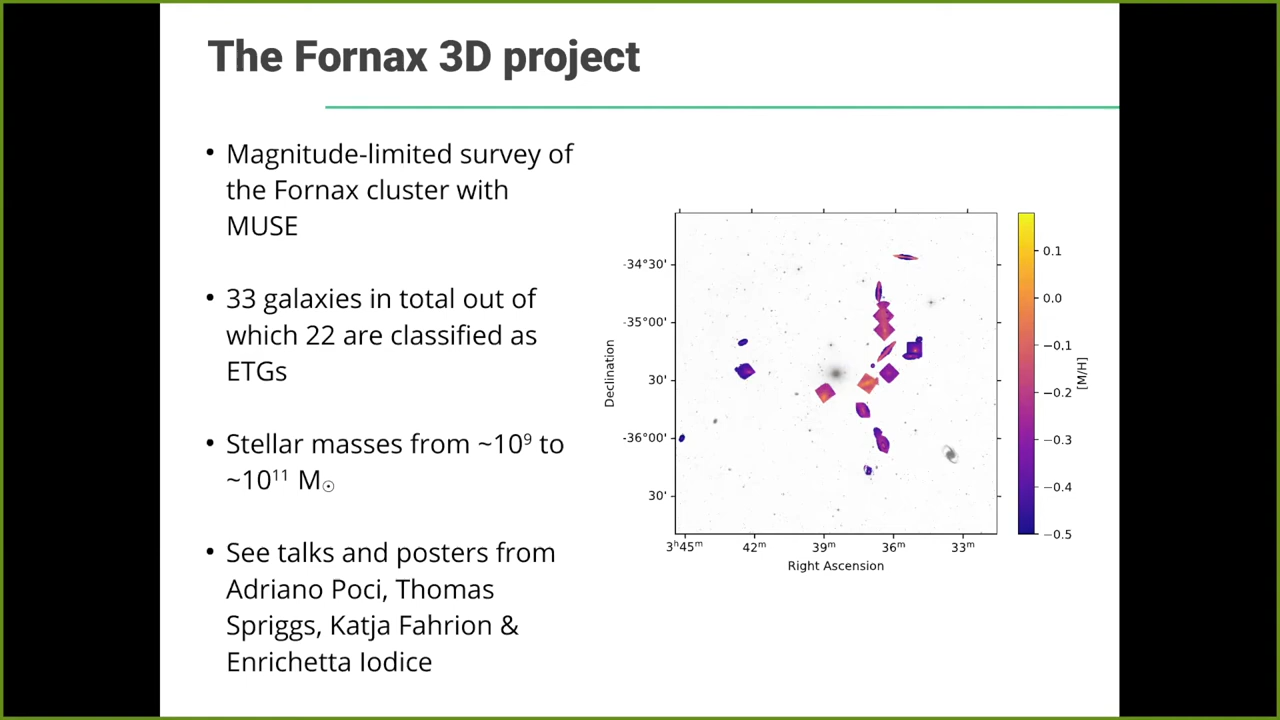 The Fornax 3D project
• Magnitude-limited survey of
the Fornax cluster with
MUSE
• 33 galaxies in total out of
which 22 are classified as
ETGs
• Stellar masses from ~10⁹ to
~10¹¹ M☉
• See talks and posters from
Adriano Poci, Thomas
Spriggs, Katja Fahrion &
Enrichetta Iodice
Declination
-34°30'
-35°00'
30'
-36°00'
30'
3ʰ45ᵐ 42ᵐ 39ᵐ 36ᵐ 33ᵐ
Right Ascension
0.1
0.0
−0.1
−0.2
−0.3
−0.4
−0.5
[M/H]